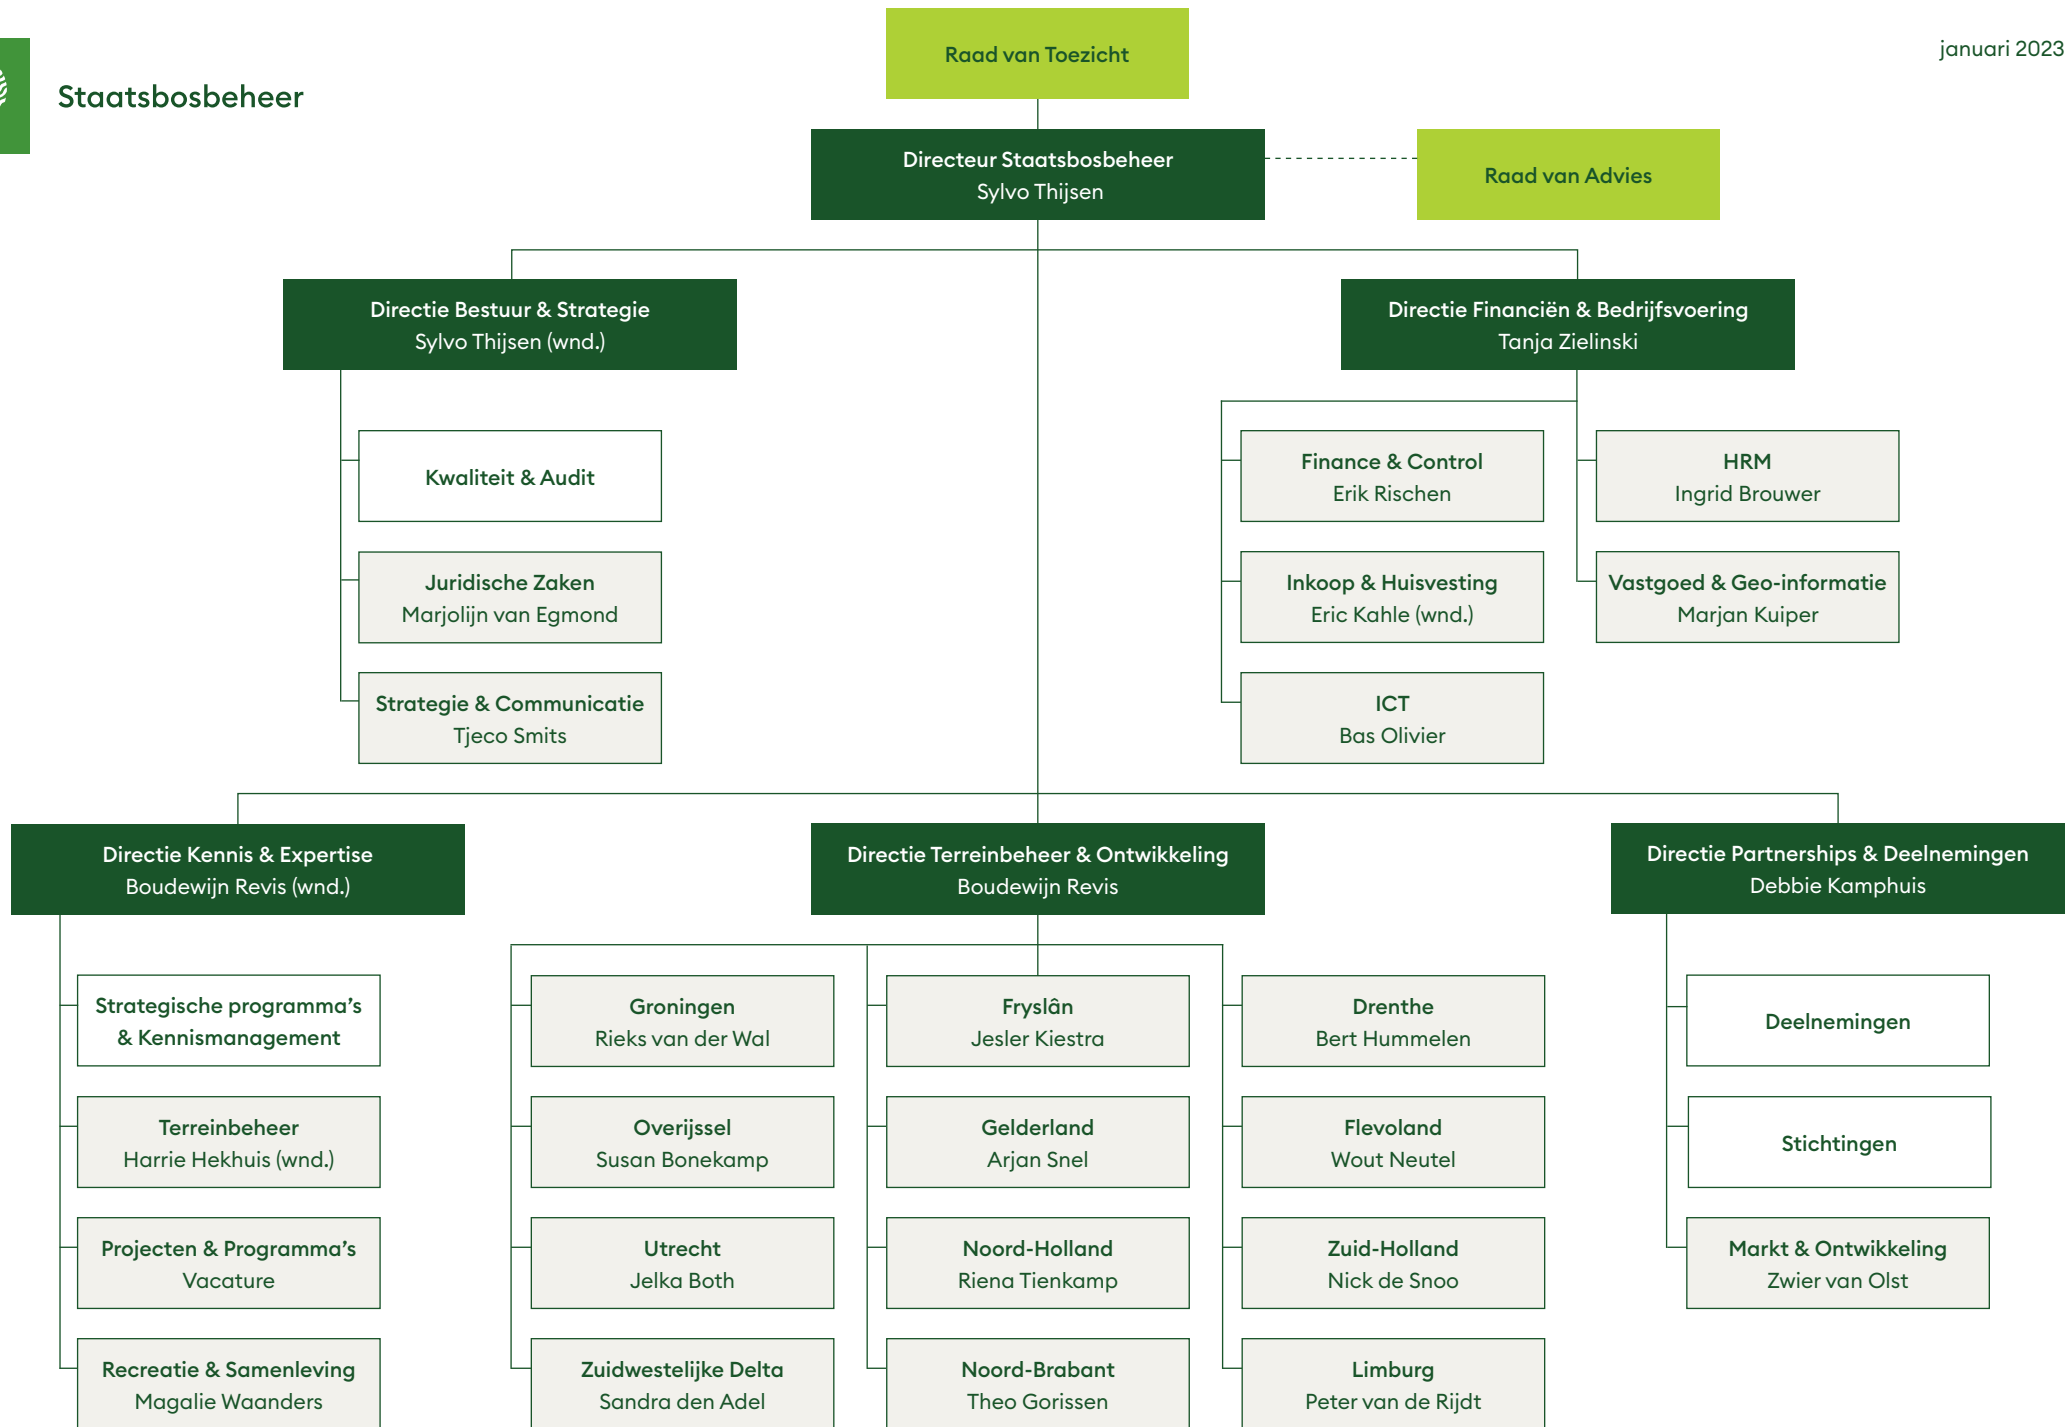 Raad van Toezicht
januari 2023
Staatsbosbeheer
Directeur Staatsbosbeheer
Sylvo Thijsen
Raad van Advies
Directie Bestuur & Strategie
Sylvo Thijsen (wnd.)
Directie Financiën & Bedrijfsvoering
Tanja Zielinski
Kwaliteit & Audit
Juridische Zaken
Marjolijn van Egmond
Strategie & Communicatie
Tjeco Smits
Finance & Control
Erik Rischen
HRM
Ingrid Brouwer
Inkoop & Huisvesting
Eric Kahle (wnd.)
Vastgoed & Geo-informatie
Marjan Kuiper
ICT
Bas Olivier
Directie Kennis & Expertise
Boudewijn Revis (wnd.)
Directie Terreinbeheer & Ontwikkeling
Boudewijn Revis
Directie Partnerships & Deelnemingen
Debbie Kamphuis
Strategische programma’s
& Kennismanagement
Terreinbeheer
Harrie Hekhuis (wnd.)
Projecten & Programma’s
Vacature
Recreatie & Samenleving
Magalie Waanders
Groningen
Rieks van der Wal
Fryslân
Jesler Kiestra
Drenthe
Bert Hummelen
Overijssel
Susan Bonekamp
Gelderland
Arjan Snel
Flevoland
Wout Neutel
Utrecht
Jelka Both
Noord-Holland
Riena Tienkamp
Zuid-Holland
Nick de Snoo
Zuidwestelijke Delta
Sandra den Adel
Noord-Brabant
Theo Gorissen
Limburg
Peter van de Rijdt
Deelnemingen
Stichtingen
Markt & Ontwikkeling
Zwier van Olst